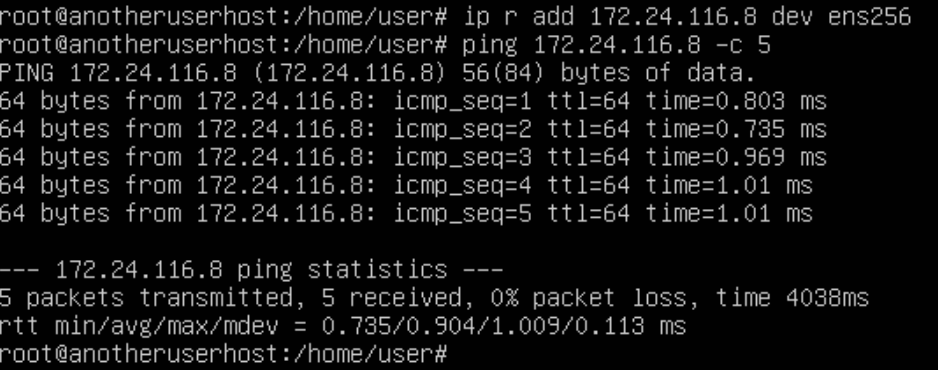 root@anotheruserhost:/home/user# ip r add 172.24.116.8 dev ens256
root@anotheruserhost:/home/user# ping 172.24.116.8 -c 5
PING 172.24.116.8 (172.24.116.8) 56(84) bytes of data.
64 bytes from 172.24.116.8: icmp_seq=1 ttl=64 time=0.803 ms
64 bytes from 172.24.116.8: icmp_seq=2 ttl=64 time=0.735 ms
64 bytes from 172.24.116.8: icmp_seq=3 ttl=64 time=0.969 ms
64 bytes from 172.24.116.8: icmp_seq=4 ttl=64 time=1.01 ms
64 bytes from 172.24.116.8: icmp_seq=5 ttl=64 time=1.01 ms
--- 172.24.116.8 ping statistics ---
5 packets transmitted, 5 received, 0% packet loss, time 4038ms
rtt min/avg/max/mdev = 0.735/0.904/1.009/0.113 ms
root@anotheruserhost:/home/user#